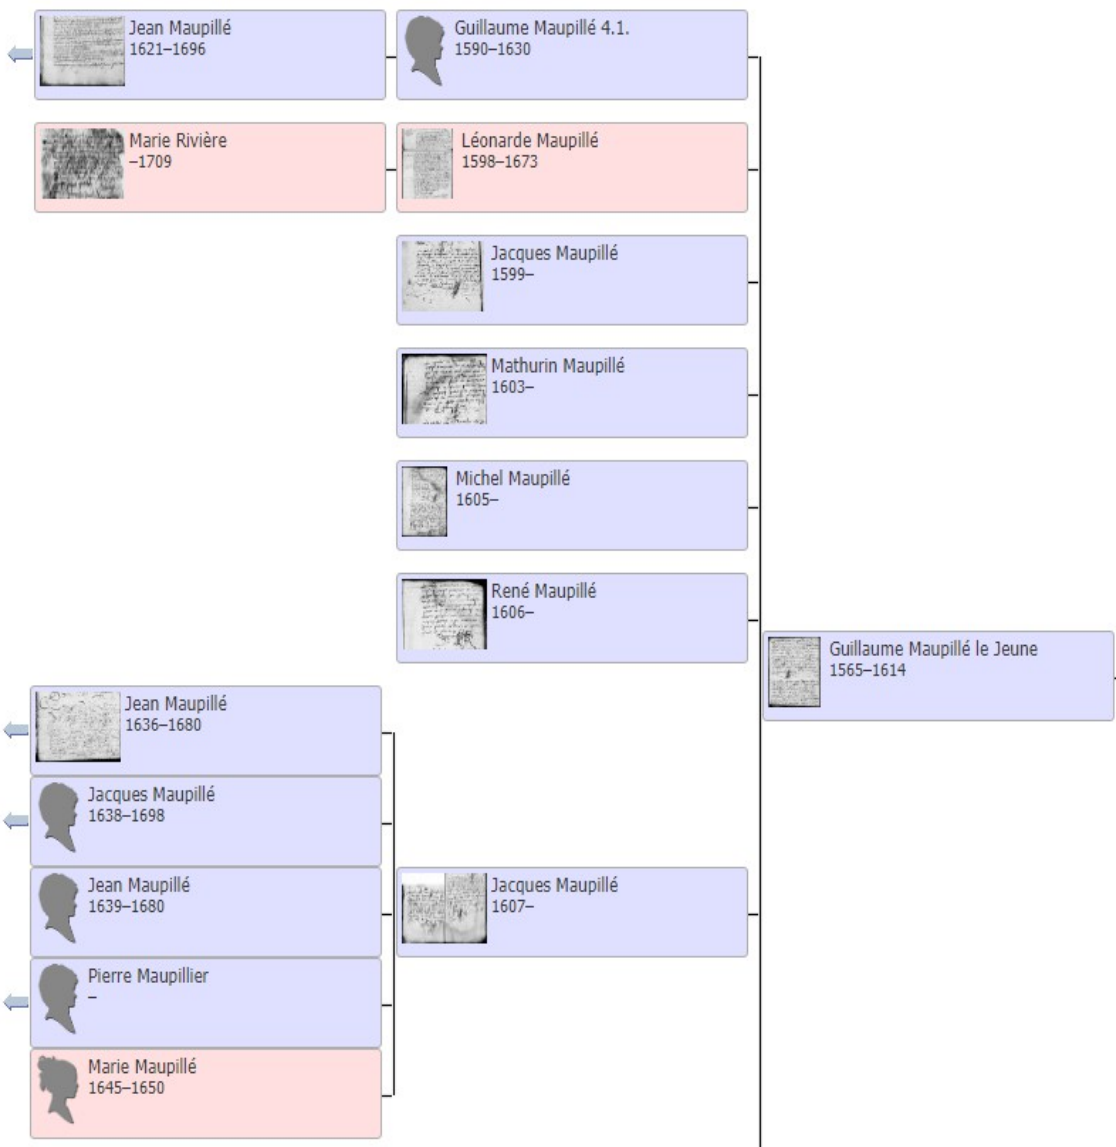 Jean Maupillé
1621–1696
Guillaume Maupillé 4.1.
1590–1630
Marie Rivière
–1709
Léonarde Maupillé
1598–1673
Jacques Maupillé
1599–
Mathurin Maupillé
1603–
Michel Maupillé
1605–
René Maupillé
1606–
Guillaume Maupillé le Jeune
1565–1614
Jean Maupillé
1636–1680
Jacques Maupillé
1638–1698
Jean Maupillé
1639–1680
Jacques Maupillé
1607–
Pierre Maupillier
–
Marie Maupillé
1645–1650